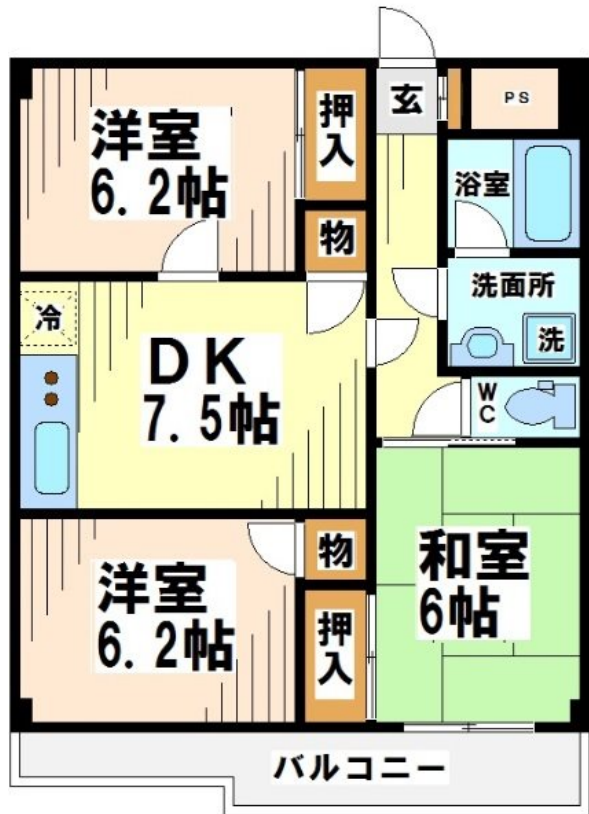 洋室
6.2帖
押入
玄
PS
浴室
物
洗面所
冷
洗
DK
7.5帖
WC
洋室
6.2帖
物
押入
和室
6帖
バルコニー